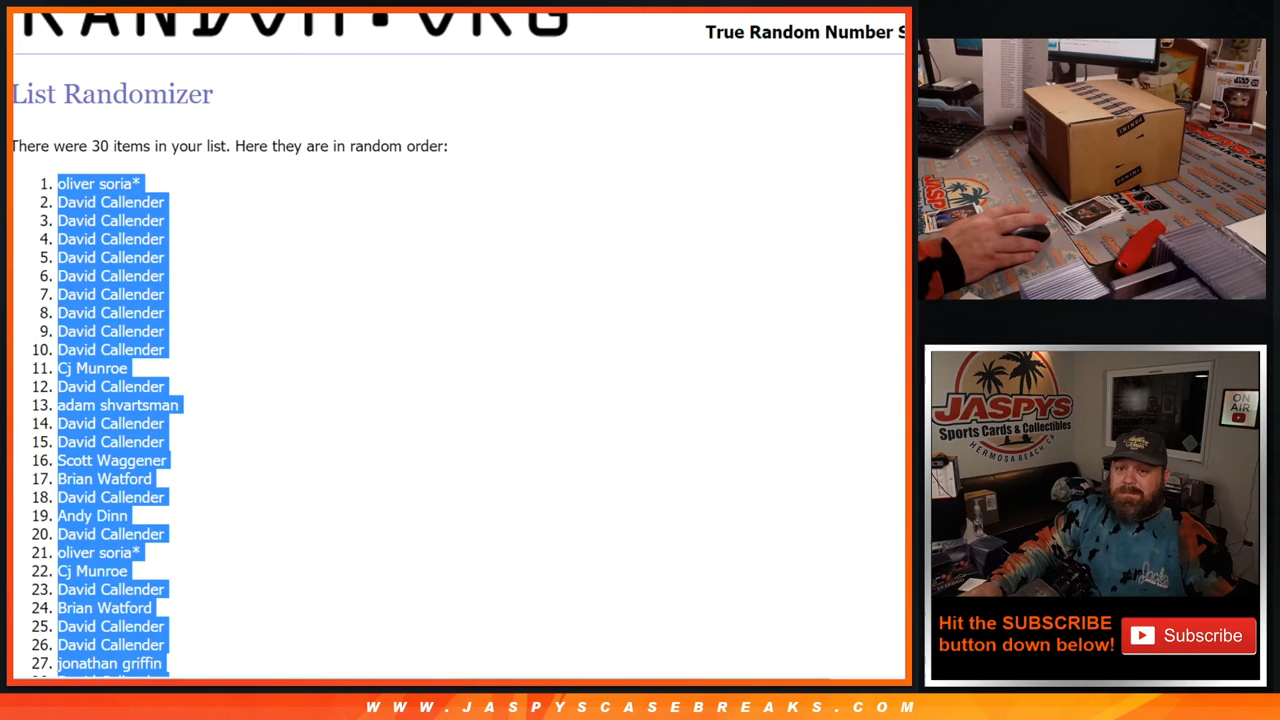 RANDOM.ORG
True Random Number S
List Randomizer
There were 30 items in your list. Here they are in random order:
1. oliver soria*
2. David Callender
3. David Callender
4. David Callender
5. David Callender
6. David Callender
7. David Callender
8. David Callender
9. David Callender
10. David Callender
11. Cj Munroe
12. David Callender
13. adam shvartsman
14. David Callender
15. David Callender
16. Scott Waggener
17. Brian Watford
18. David Callender
19. Andy Dinn
20. David Callender
21. oliver soria*
22. Cj Munroe
23. David Callender
24. Brian Watford
25. David Callender
26. David Callender
27. jonathan griffin
PANINI
PANINI
JASPYS
Sports Cards & Collectibles
HERMOSA BEACH, CA
ON
AIR
Hit the SUBSCRIBE
button down below!
Subscribe
WWW.JASPYSCASEBREAKS.COM